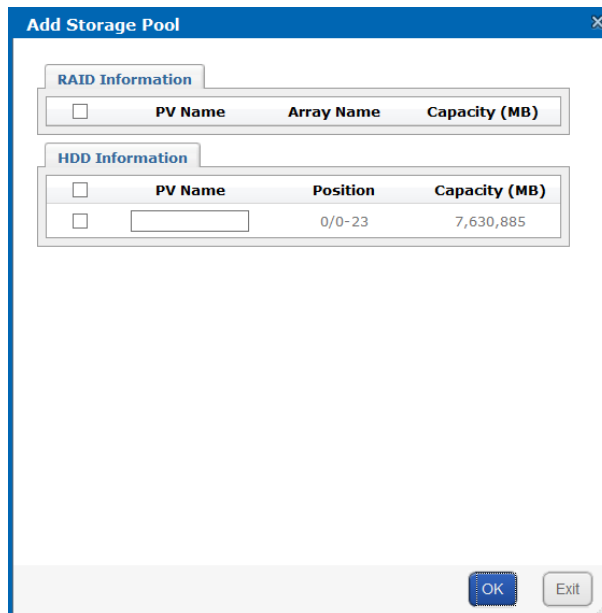 Add Storage Pool
RAID Information
PV Name Array Name Capacity (MB)
HDD Information
PV Name Position Capacity (MB)
0/0-23 7,630,885
OK Exit